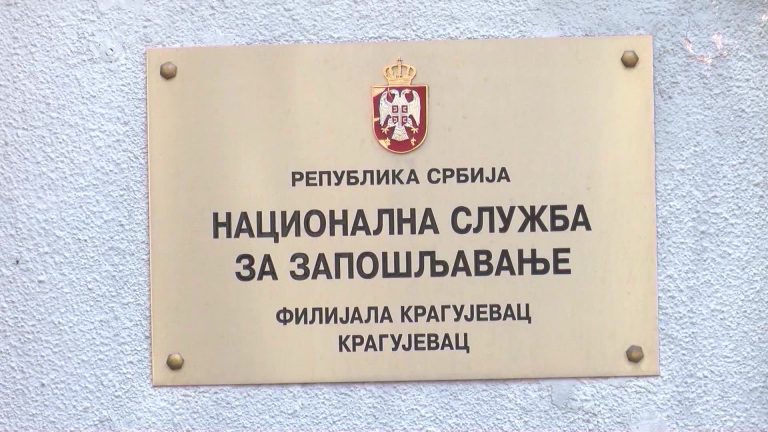 РЕПУБЛИКА СРБИЈА
НАЦИОНАЛНА СЛУЖБА
ЗА ЗАПОШЉАВАЊЕ
ФИЛИЈАЛА КРАГУЈЕВАЦ
КРАГУЈЕВАЦ